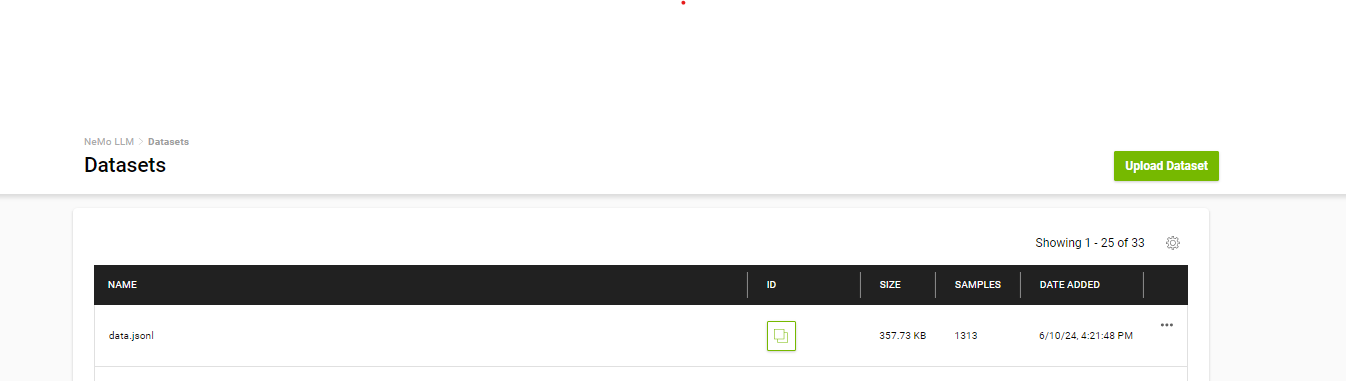 NeMo LLM > Datasets
Datasets
Upload Dataset
Showing 1 - 25 of 33
NAME ID SIZE SAMPLES DATE ADDED
data.jsonl 357.73 KB 1313 6/10/24, 4:21:48 PM